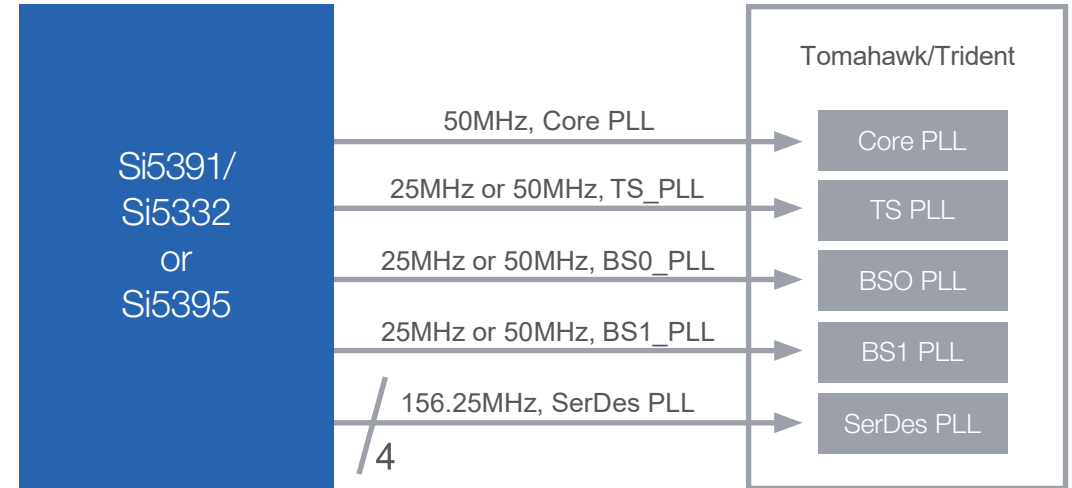 Si5391/
Si5332
or
Si5395
50MHz, Core PLL
25MHz or 50MHz, TS_PLL
25MHz or 50MHz, BS0_PLL
25MHz or 50MHz, BS1_PLL
156.25MHz, SerDes PLL
4
Tomahawk/Trident
Core PLL
TS PLL
BSO PLL
BS1 PLL
SerDes PLL